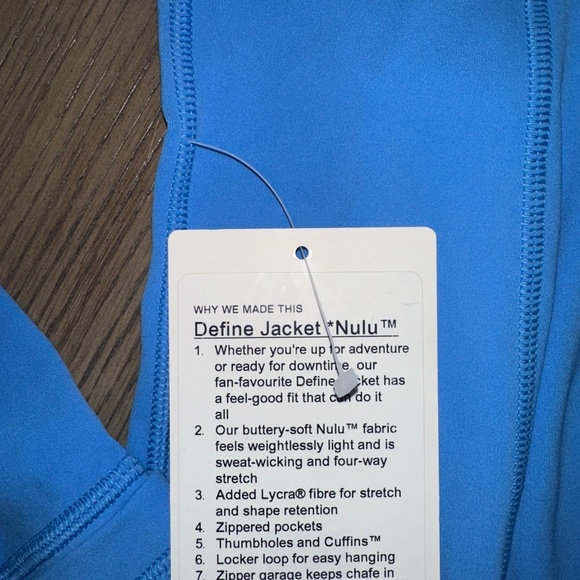 WHY WE MADE THIS
Define Jacket *Nulu™
1. Whether you're up for adventure
or ready for downtime, our
fan-favourite Define Jacket has
a feel-good fit that can do it
all
2. Our buttery-soft Nulu™ fabric
feels weightlessly light and is
sweat-wicking and four-way
stretch
3. Added Lycra® fibre for stretch
and shape retention
4. Zippered pockets
5. Thumbholes and Cuffins™
6. Locker loop for easy hanging
7. Zipper garage keeps chafe in